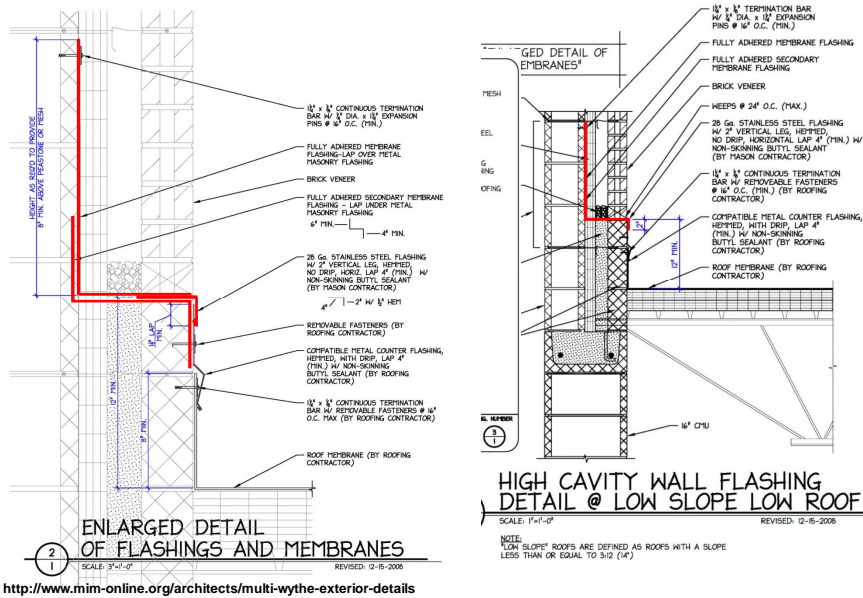 HEIGHT AS REQ'D TO PROVIDE
8" MIN. ABOVE PEASTONE OR MESH
1¼" x ⅛" CONTINUOUS TERMINATION
BAR W/ ¼" DIA. x 1¼" EXPANSION
PINS @ 16" O.C. (MIN.)
FULLY ADHERED MEMBRANE
FLASHING-LAP OVER METAL
MASONRY FLASHING
BRICK VENEER
FULLY ADHERED SECONDARY MEMBRANE
FLASHING - LAP UNDER METAL
MASONRY FLASHING
6" MIN.
4" MIN.
28 Ga. STAINLESS STEEL FLASHING
W/ 2" VERTICAL LEG, HEMMED,
NO DRIP, HORIZ. LAP 4" (MIN.) W/
NON-SKINNING BUTYL SEALANT
(BY MASON CONTRACTOR)
4"
2" W/ ½" HEM
LAP
MIN.
REMOVABLE FASTENERS (BY
ROOFING CONTRACTOR)
COMPATIBLE METAL COUNTER FLASHING,
HEMMED, WITH DRIP, LAP 4"
(MIN.) W/ NON-SKINNING
BUTYL SEALANT (BY ROOFING
CONTRACTOR)
12" MIN.
8" MIN.
1¼" x ⅛" CONTINUOUS TERMINATION
BAR W/ REMOVABLE FASTENERS @ 16"
O.C. MAX (BY ROOFING CONTRACTOR)
ROOF MEMBRANE (BY ROOFING
CONTRACTOR)
2
1
ENLARGED DETAIL
OF FLASHINGS AND MEMBRANES
SCALE: 3"=1'-0"
REVISED: 12-15-2008
http://www.mim-online.org/architects/multi-wythe-exterior-details
GED DETAIL OF
EMBRANES"
MESH
EEL
G
HING
OFING
1¼" x ⅛" TERMINATION BAR
W/ ¼" DIA. x 1¼" EXPANSION
PINS @ 16" O.C. (MIN.)
FULLY ADHERED MEMBRANE FLASHING
FULLY ADHERED SECONDARY
MEMBRANE FLASHING
BRICK VENEER
WEEPS @ 24" O.C. (MAX.)
28 Ga. STAINLESS STEEL FLASHING
W/ 2" VERTICAL LEG, HEMMED,
NO DRIP, HORIZONTAL LAP 4" (MIN.) W/
NON-SKINNING BUTYL SEALANT
(BY MASON CONTRACTOR)
1¼" x ⅛" CONTINUOUS TERMINATION
BAR W/ REMOVEABLE FASTENERS
@ 16" O.C. (MIN.) (BY ROOFING
CONTRACTOR)
COMPATIBLE METAL COUNTER FLASHING,
HEMMED, WITH DRIP, LAP 4"
(MIN.) W/ NON-SKINNING
BUTYL SEALANT (BY ROOFING
CONTRACTOR)
2"
12" MIN.
ROOF MEMBRANE (BY ROOFING
CONTRACTOR)
G. NUMBER
3
1
16" CMU
HIGH CAVITY WALL FLASHING
DETAIL @ LOW SLOPE LOW ROOF
SCALE: 1"=1'-0"
REVISED: 12-15-2008
NOTE:
"LOW SLOPE" ROOFS ARE DEFINED AS ROOFS WITH A SLOPE
LESS THAN OR EQUAL TO 3:12 (14°)